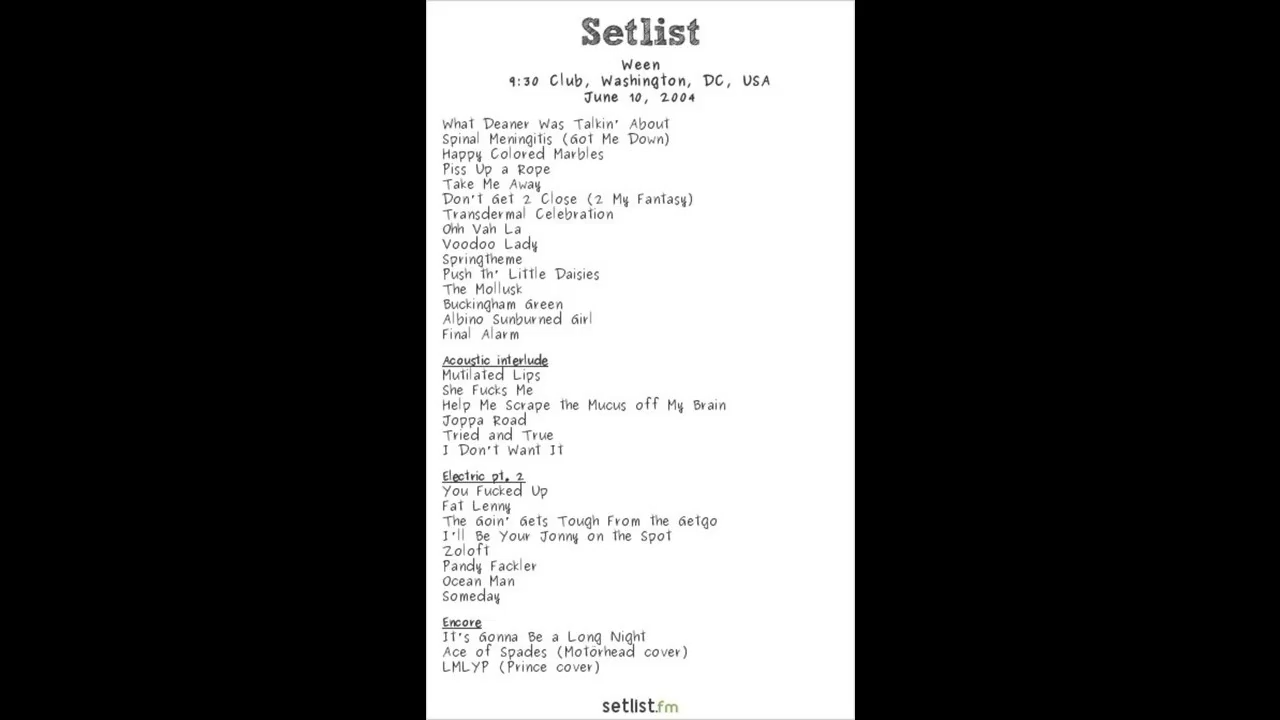 Setlist
Ween
9:30 Club, Washington, DC, USA
June 10, 2004
What Deaner Was Talkin' About
Spinal Meningitis (Got Me Down)
Happy Colored Marbles
Piss Up a Rope
Take Me Away
Don't Get 2 Close (2 My Fantasy)
Transdermal Celebration
Ohh Vah La
Voodoo Lady
Springtheme
Push th' Little Daisies
The Mollusk
Buckingham Green
Albino Sunburned Girl
Final Alarm
Acoustic interlude
Mutilated Lips
She Fucks Me
Help Me Scrape the Mucus off My Brain
Joppa Road
Tried and True
I Don't Want It
Electric pt. 2
You Fucked Up
Fat Lenny
The Goin' Gets Tough From the Getgo
I'll Be Your Jonny on the Spot
Zoloft
Pandy Fackler
Ocean Man
Someday
Encore
It's Gonna Be a Long Night
Ace of Spades (Motorhead cover)
LMLYP (Prince cover)
setlist.fm